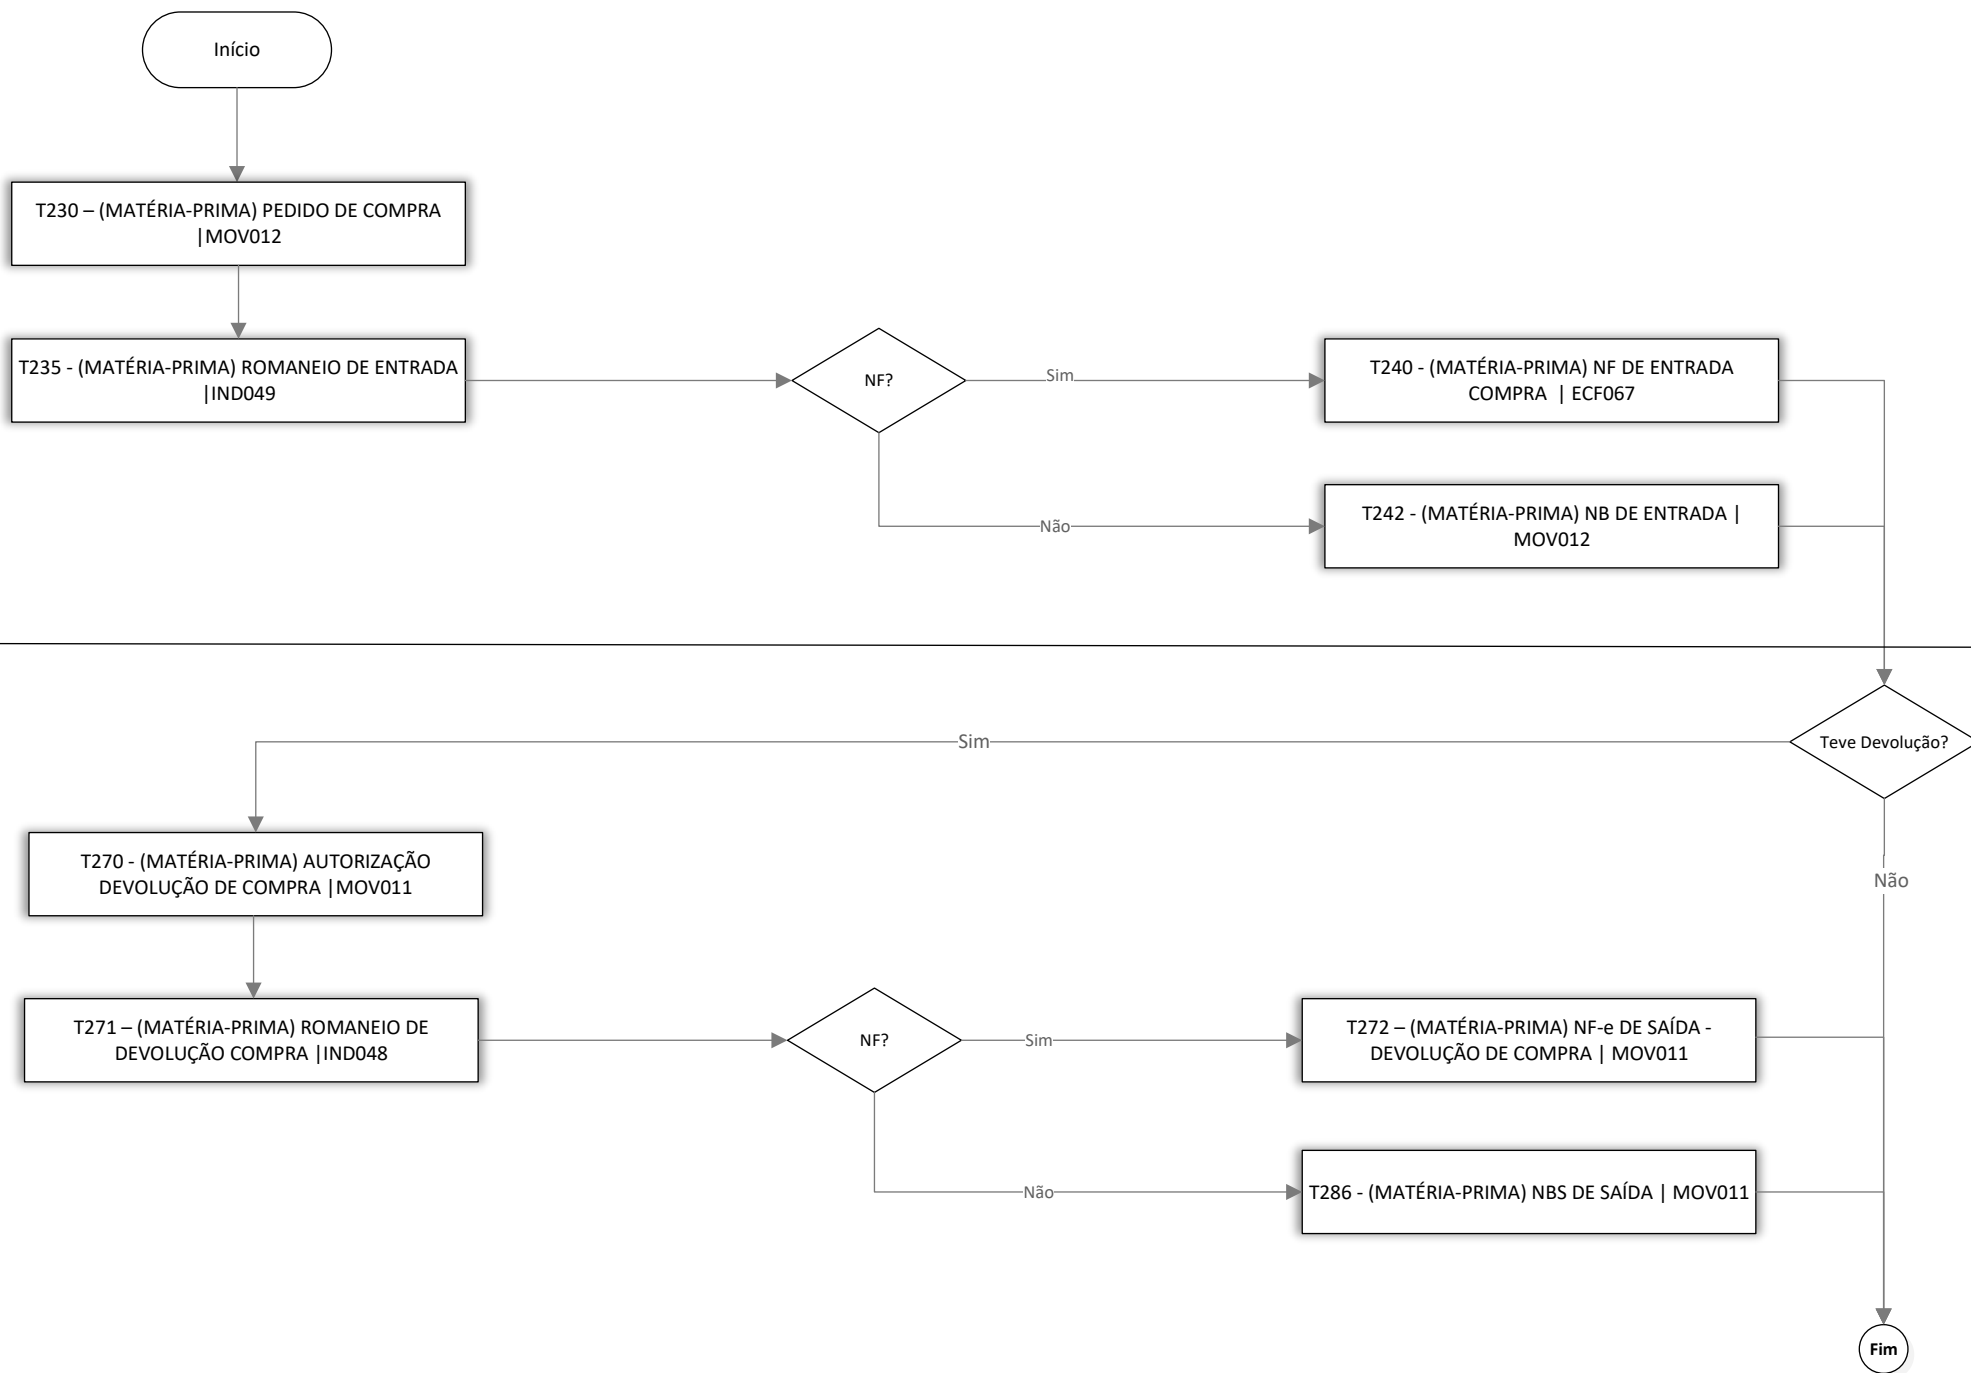 Início
T230 – (MATÉRIA-PRIMA) PEDIDO DE COMPRA
|MOV012
T235 - (MATÉRIA-PRIMA) ROMANEIO DE ENTRADA
|IND049
NF?
Sim
T240 - (MATÉRIA-PRIMA) NF DE ENTRADA
COMPRA | ECF067
Não
T242 - (MATÉRIA-PRIMA) NB DE ENTRADA |
MOV012
Teve Devolução?
Sim
Não
T270 - (MATÉRIA-PRIMA) AUTORIZAÇÃO
DEVOLUÇÃO DE COMPRA |MOV011
T271 – (MATÉRIA-PRIMA) ROMANEIO DE
DEVOLUÇÃO COMPRA |IND048
NF?
Sim
T272 – (MATÉRIA-PRIMA) NF-e DE SAÍDA -
DEVOLUÇÃO DE COMPRA | MOV011
Não
T286 - (MATÉRIA-PRIMA) NBS DE SAÍDA | MOV011
Fim